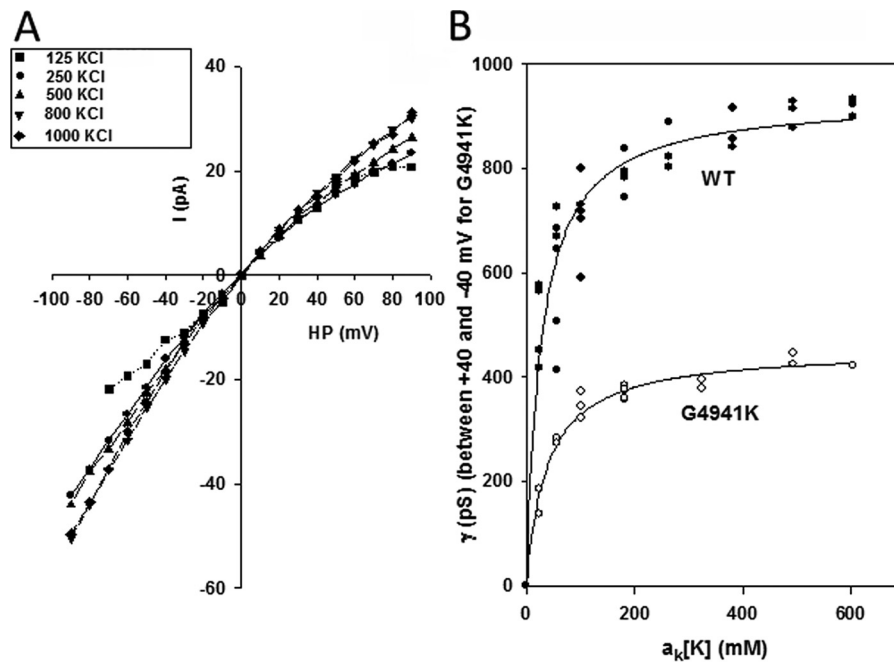 A
125 KCl
250 KCl
500 KCl
800 KCl
1000 KCl
I (pA)
40
20
0
-20
-40
-60
-100 -80 -60 -40 -20 0 20 40 60 80 100
HP (mV)
B
γ (pS) (between +40 and -40 mV for G4941K)
1000
800
600
400
200
0
WT
G4941K
0 200 400 600
ak[K] (mM)